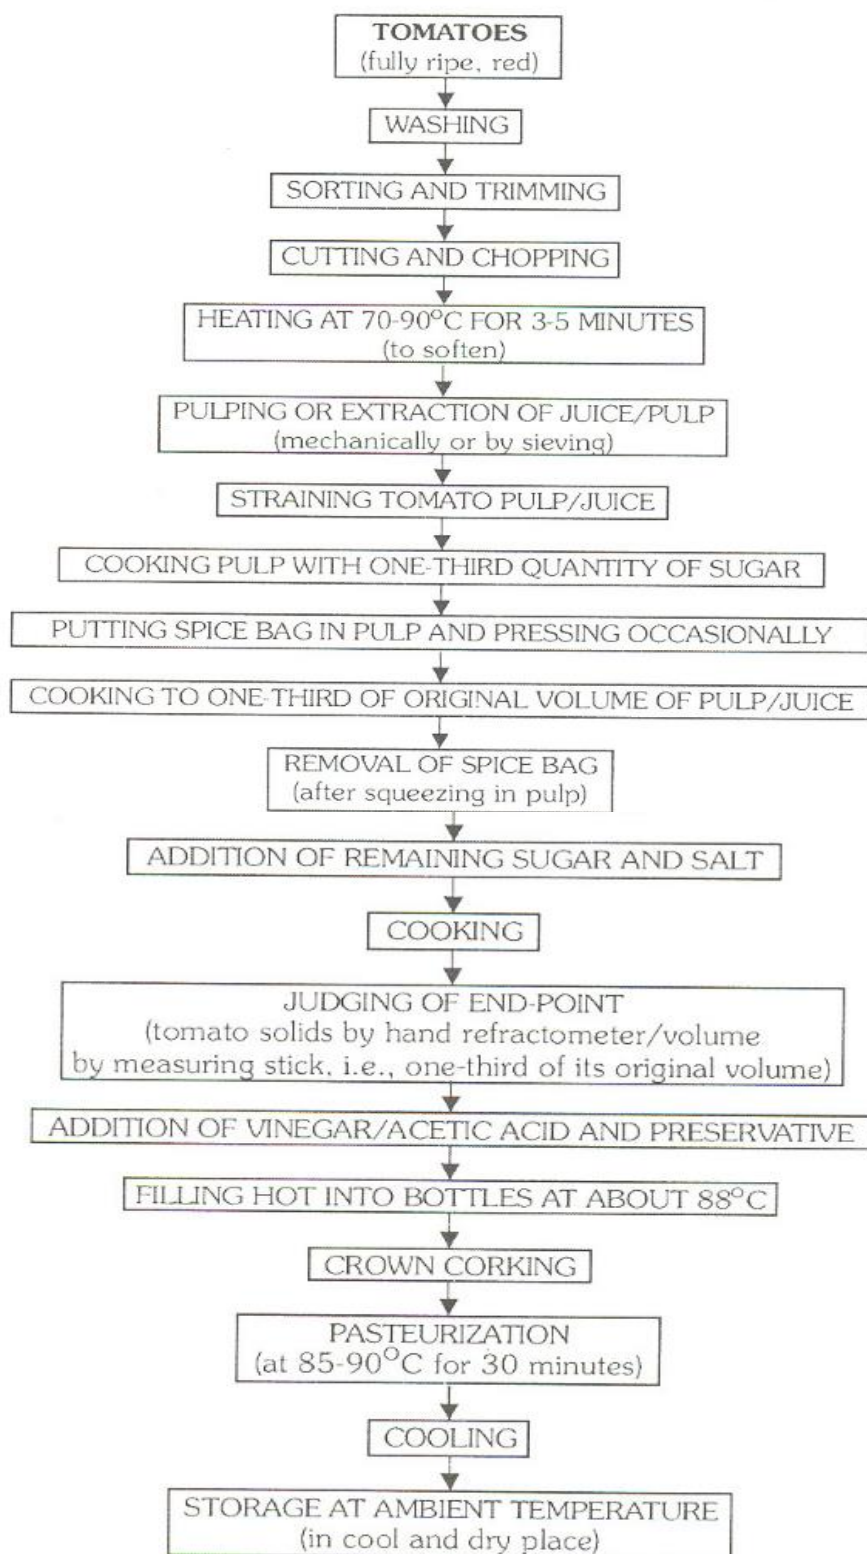 TOMATOES
(fully ripe, red)
WASHING
SORTING AND TRIMMING
CUTTING AND CHOPPING
HEATING AT 70-90°C FOR 3-5 MINUTES
(to soften)
PULPING OR EXTRACTION OF JUICE/PULP
(mechanically or by sieving)
STRAINING TOMATO PULP/JUICE
COOKING PULP WITH ONE-THIRD QUANTITY OF SUGAR
PUTTING SPICE BAG IN PULP AND PRESSING OCCASIONALLY
COOKING TO ONE-THIRD OF ORIGINAL VOLUME OF PULP/JUICE
REMOVAL OF SPICE BAG
(after squeezing in pulp)
ADDITION OF REMAINING SUGAR AND SALT
COOKING
JUDGING OF END-POINT
(tomato solids by hand refractometer/volume
by measuring stick, i.e., one-third of its original volume)
ADDITION OF VINEGAR/ACETIC ACID AND PRESERVATIVE
FILLING HOT INTO BOTTLES AT ABOUT 88°C
CROWN CORKING
PASTEURIZATION
(at 85-90°C for 30 minutes)
COOLING
STORAGE AT AMBIENT TEMPERATURE
(in cool and dry place)